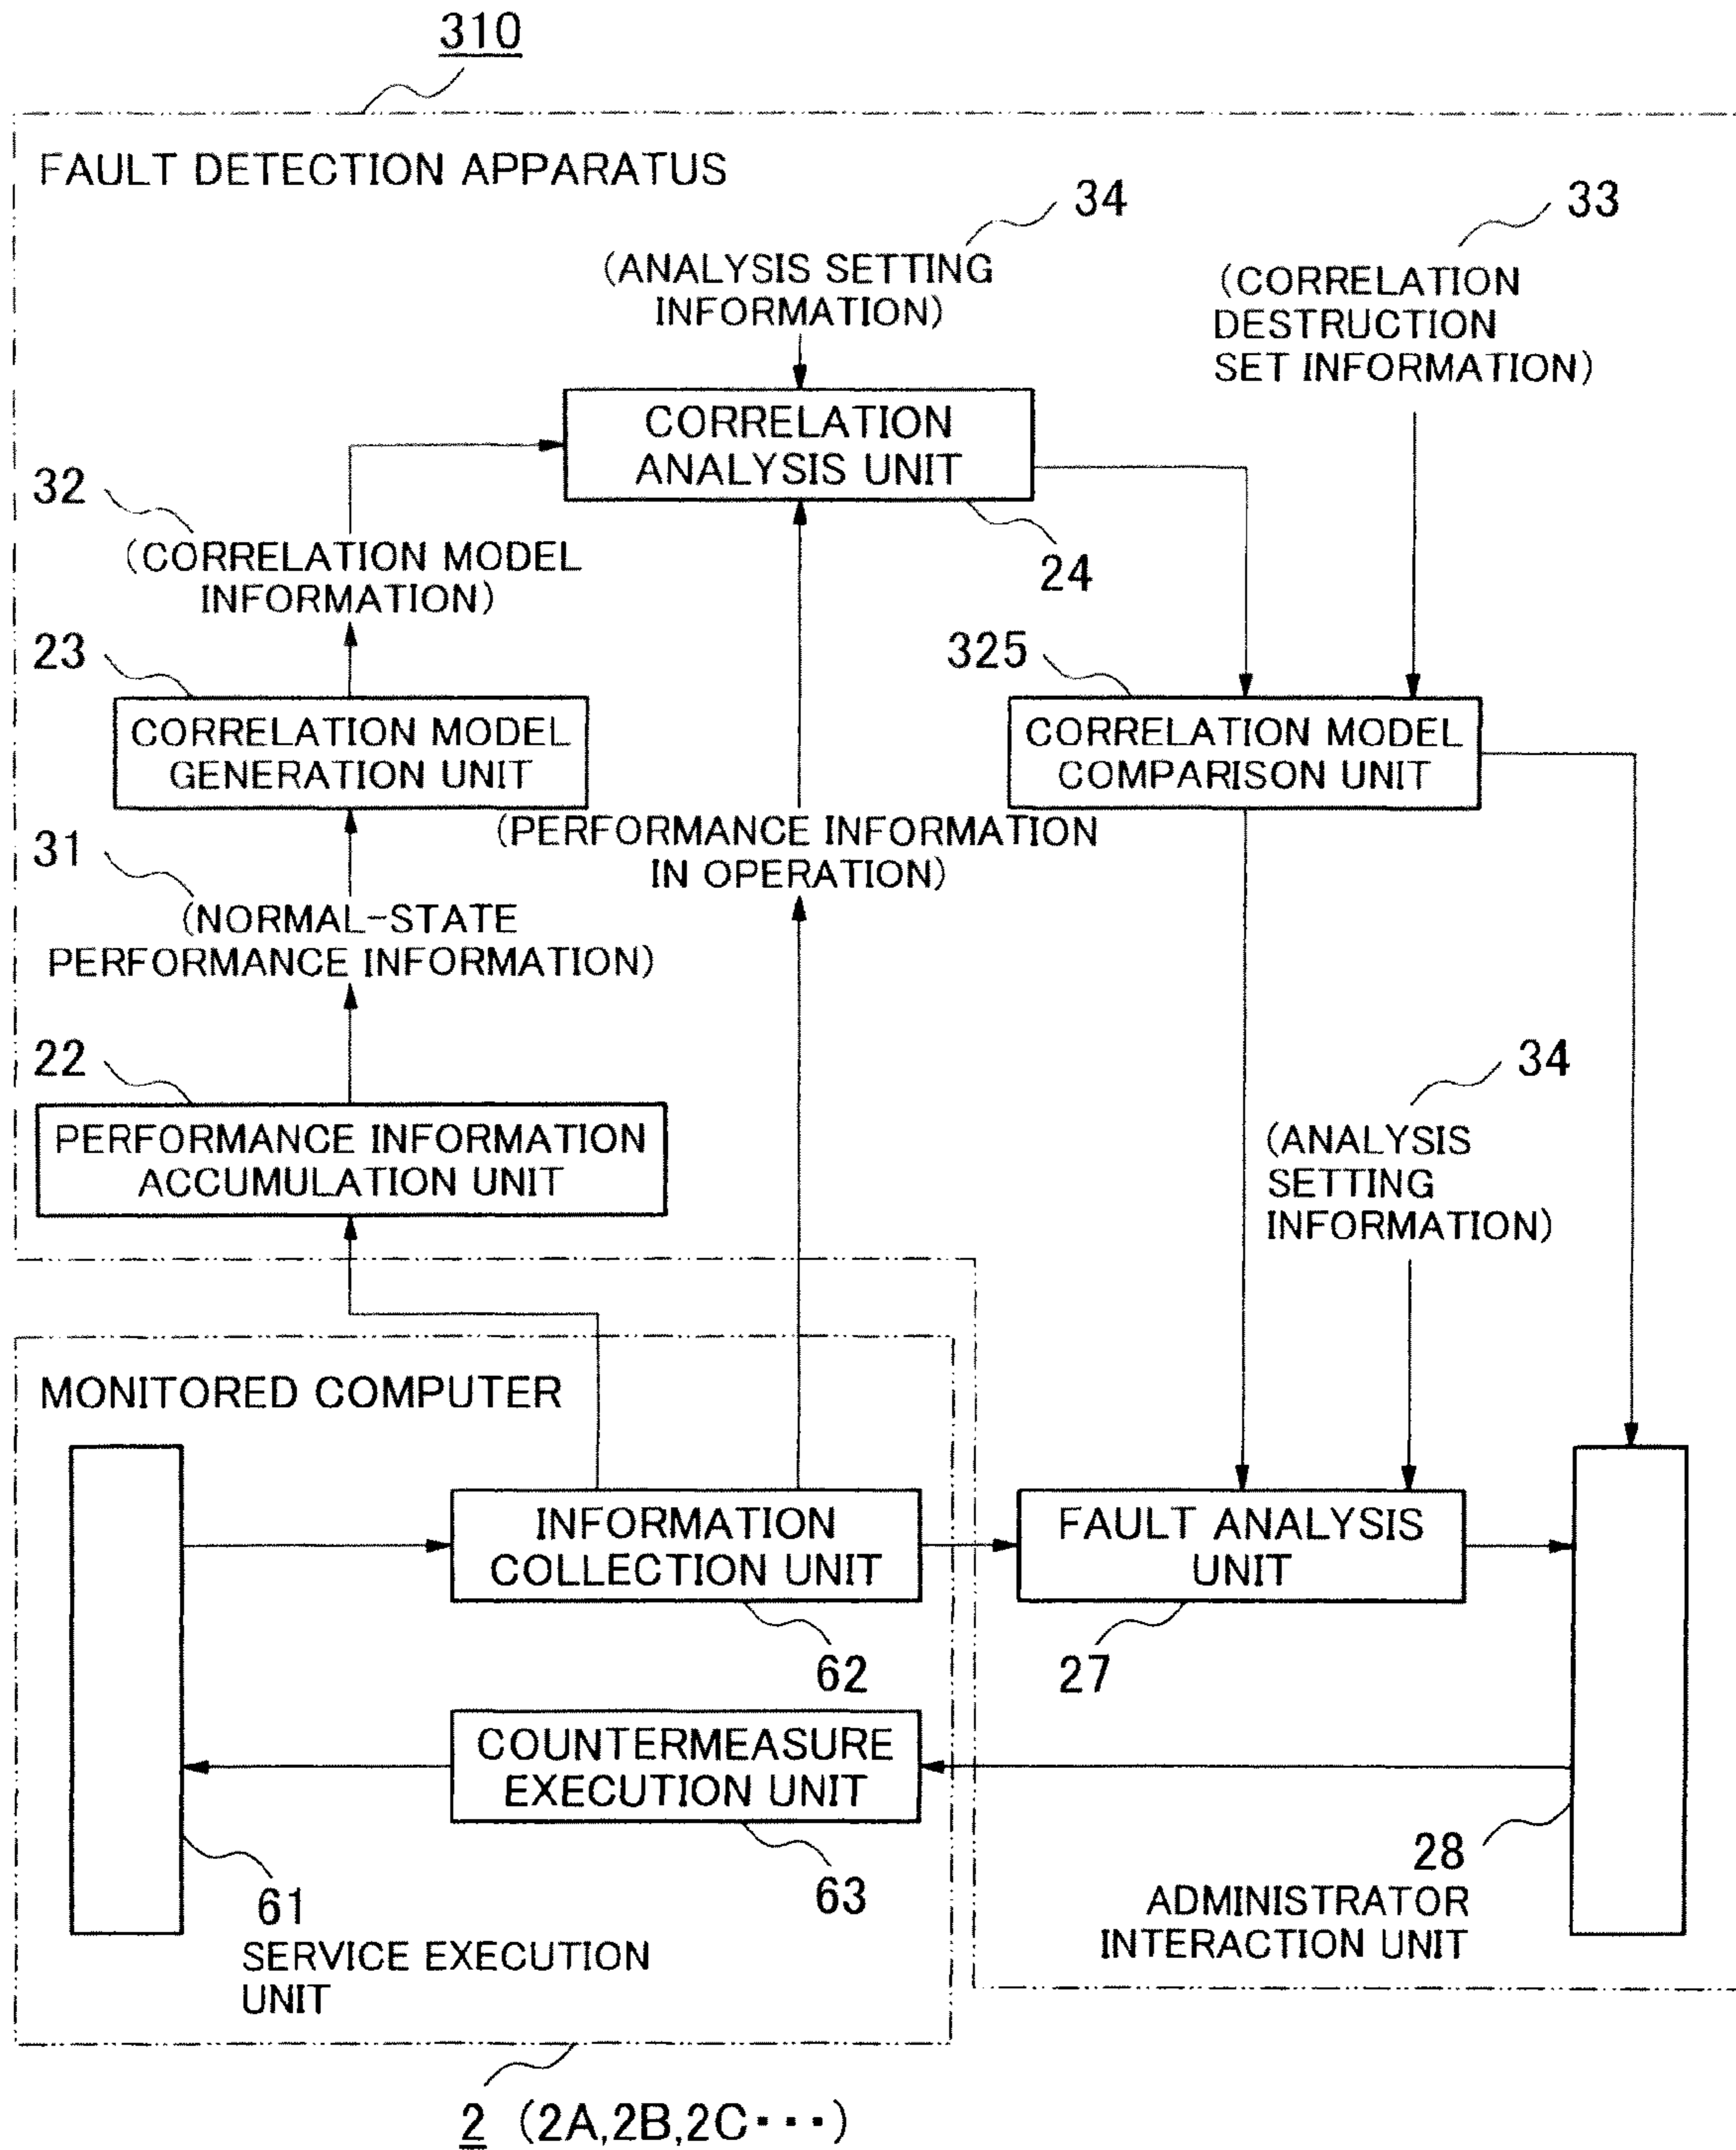 310
FAULT DETECTION APPARATUS
34
(ANALYSIS SETTING
INFORMATION)
33
(CORRELATION
DESTRUCTION
SET INFORMATION)
CORRELATION
ANALYSIS UNIT
24
32
(CORRELATION MODEL
INFORMATION)
23
CORRELATION MODEL
GENERATION UNIT
325
CORRELATION MODEL
COMPARISON UNIT
(PERFORMANCE INFORMATION
IN OPERATION)
31
(NORMAL-STATE
PERFORMANCE INFORMATION)
22
PERFORMANCE INFORMATION
ACCUMULATION UNIT
34
(ANALYSIS
SETTING
INFORMATION)
MONITORED COMPUTER
INFORMATION
COLLECTION UNIT
62
FAULT ANALYSIS
UNIT
27
COUNTERMEASURE
EXECUTION UNIT
63
61
SERVICE EXECUTION
UNIT
28
ADMINISTRATOR
INTERACTION UNIT
2 (2A,2B,2C・・・)